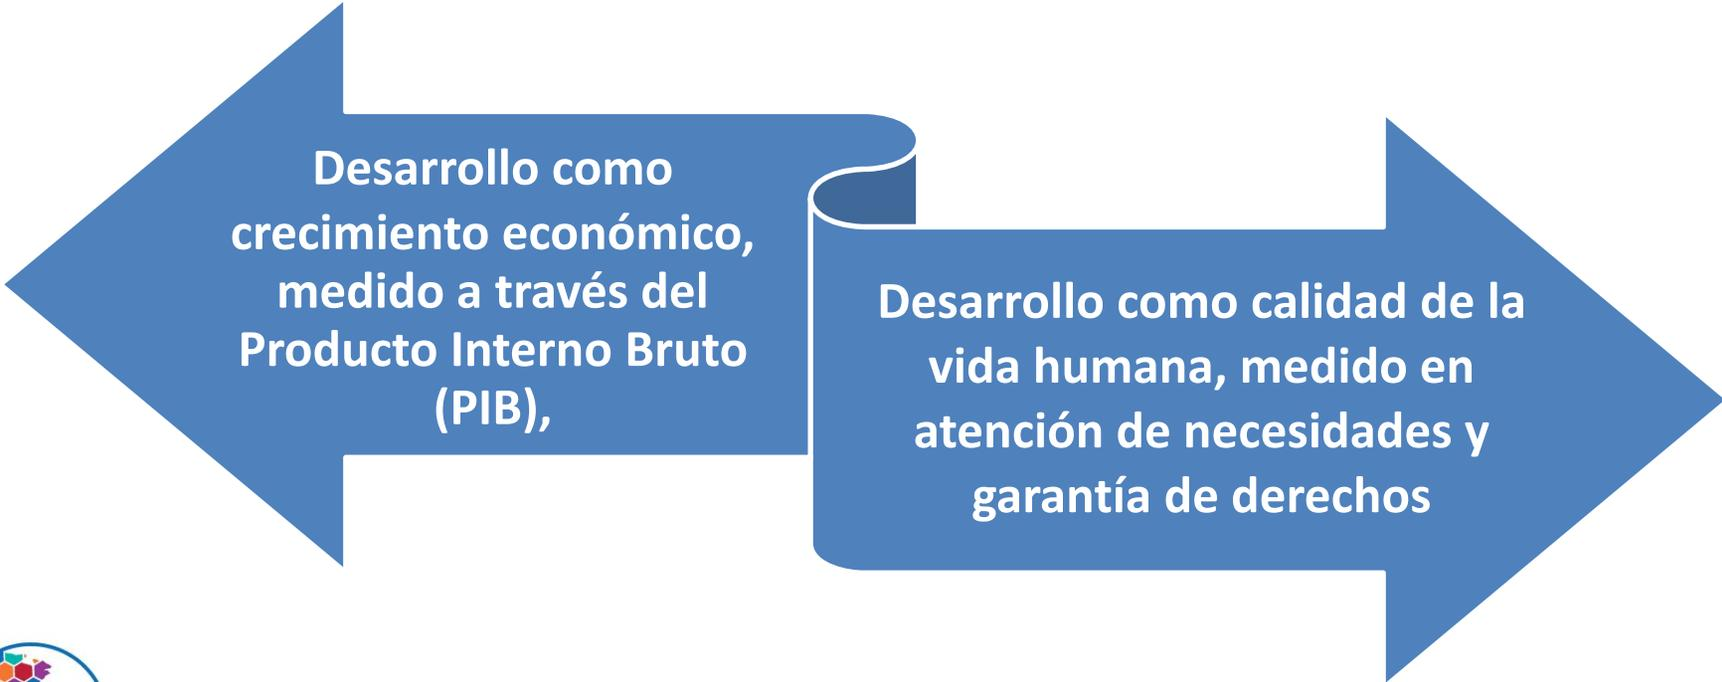 Desarrollo como
crecimiento económico,
medido a través del
Producto Interno Bruto
(PIB),
Desarrollo como calidad de la
vida humana, medido en
atención de necesidades y
garantía de derechos